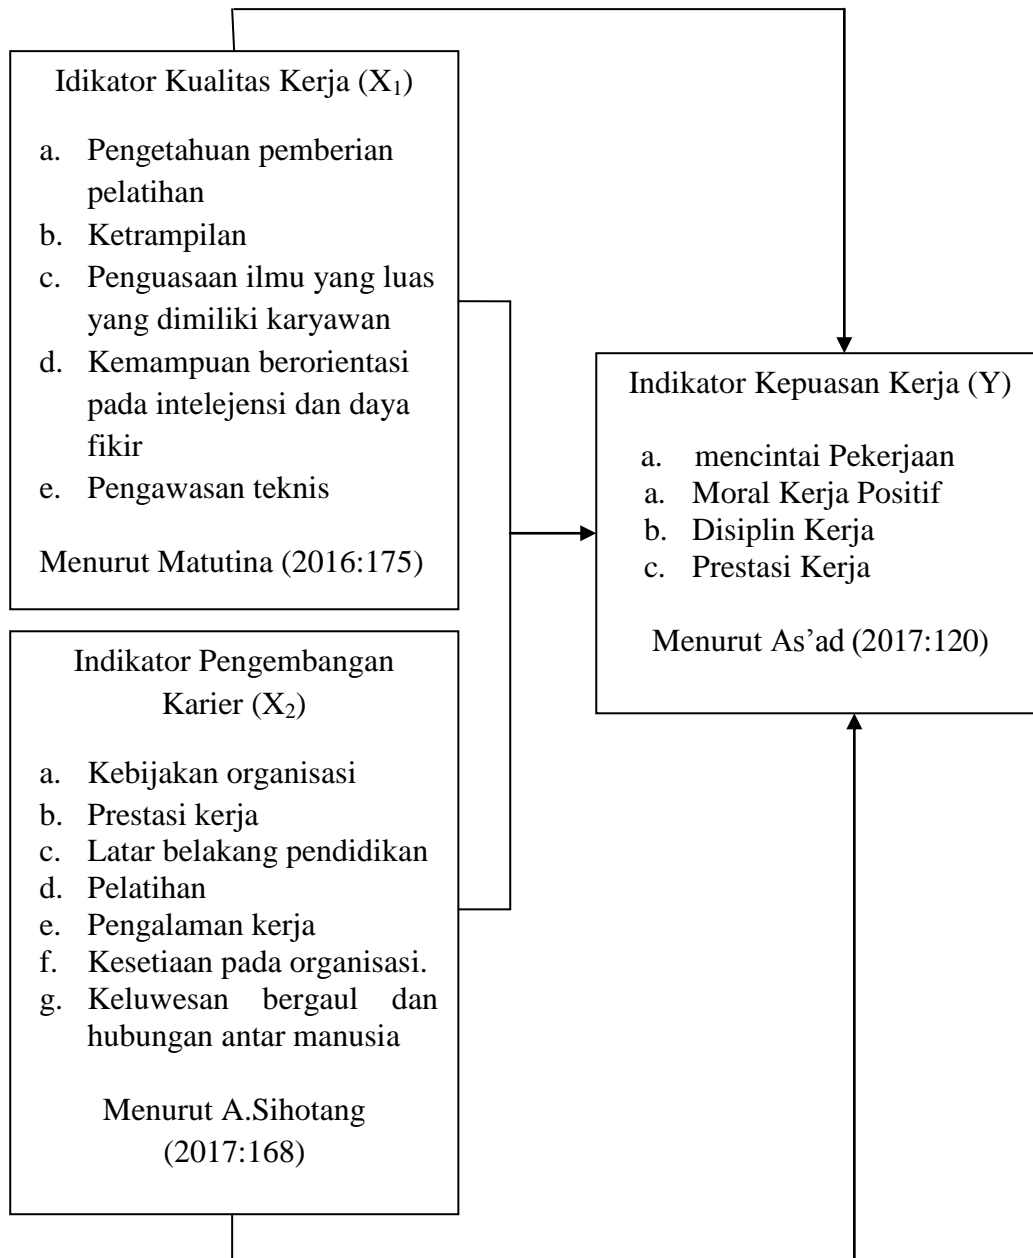 Idikator Kualitas Kerja (X₁)
a. Pengetahuan pemberian
pelatihan
b. Ketrampilan
c. Penguasaan ilmu yang luas
yang dimiliki karyawan
d. Kemampuan berorientasi
pada intelejensi dan daya
fikir
e. Pengawasan teknis
Menurut Matutina (2016:175)
Indikator Pengembangan
Karier (X₂)
a. Kebijakan organisasi
b. Prestasi kerja
c. Latar belakang pendidikan
d. Pelatihan
e. Pengalaman kerja
f. Kesetiaan pada organisasi.
g. Keluwesan bergaul dan
hubungan antar manusia
Menurut A.Sihotang
(2017:168)
Indikator Kepuasan Kerja (Y)
a. mencintai Pekerjaan
a. Moral Kerja Positif
b. Disiplin Kerja
c. Prestasi Kerja
Menurut As’ad (2017:120)